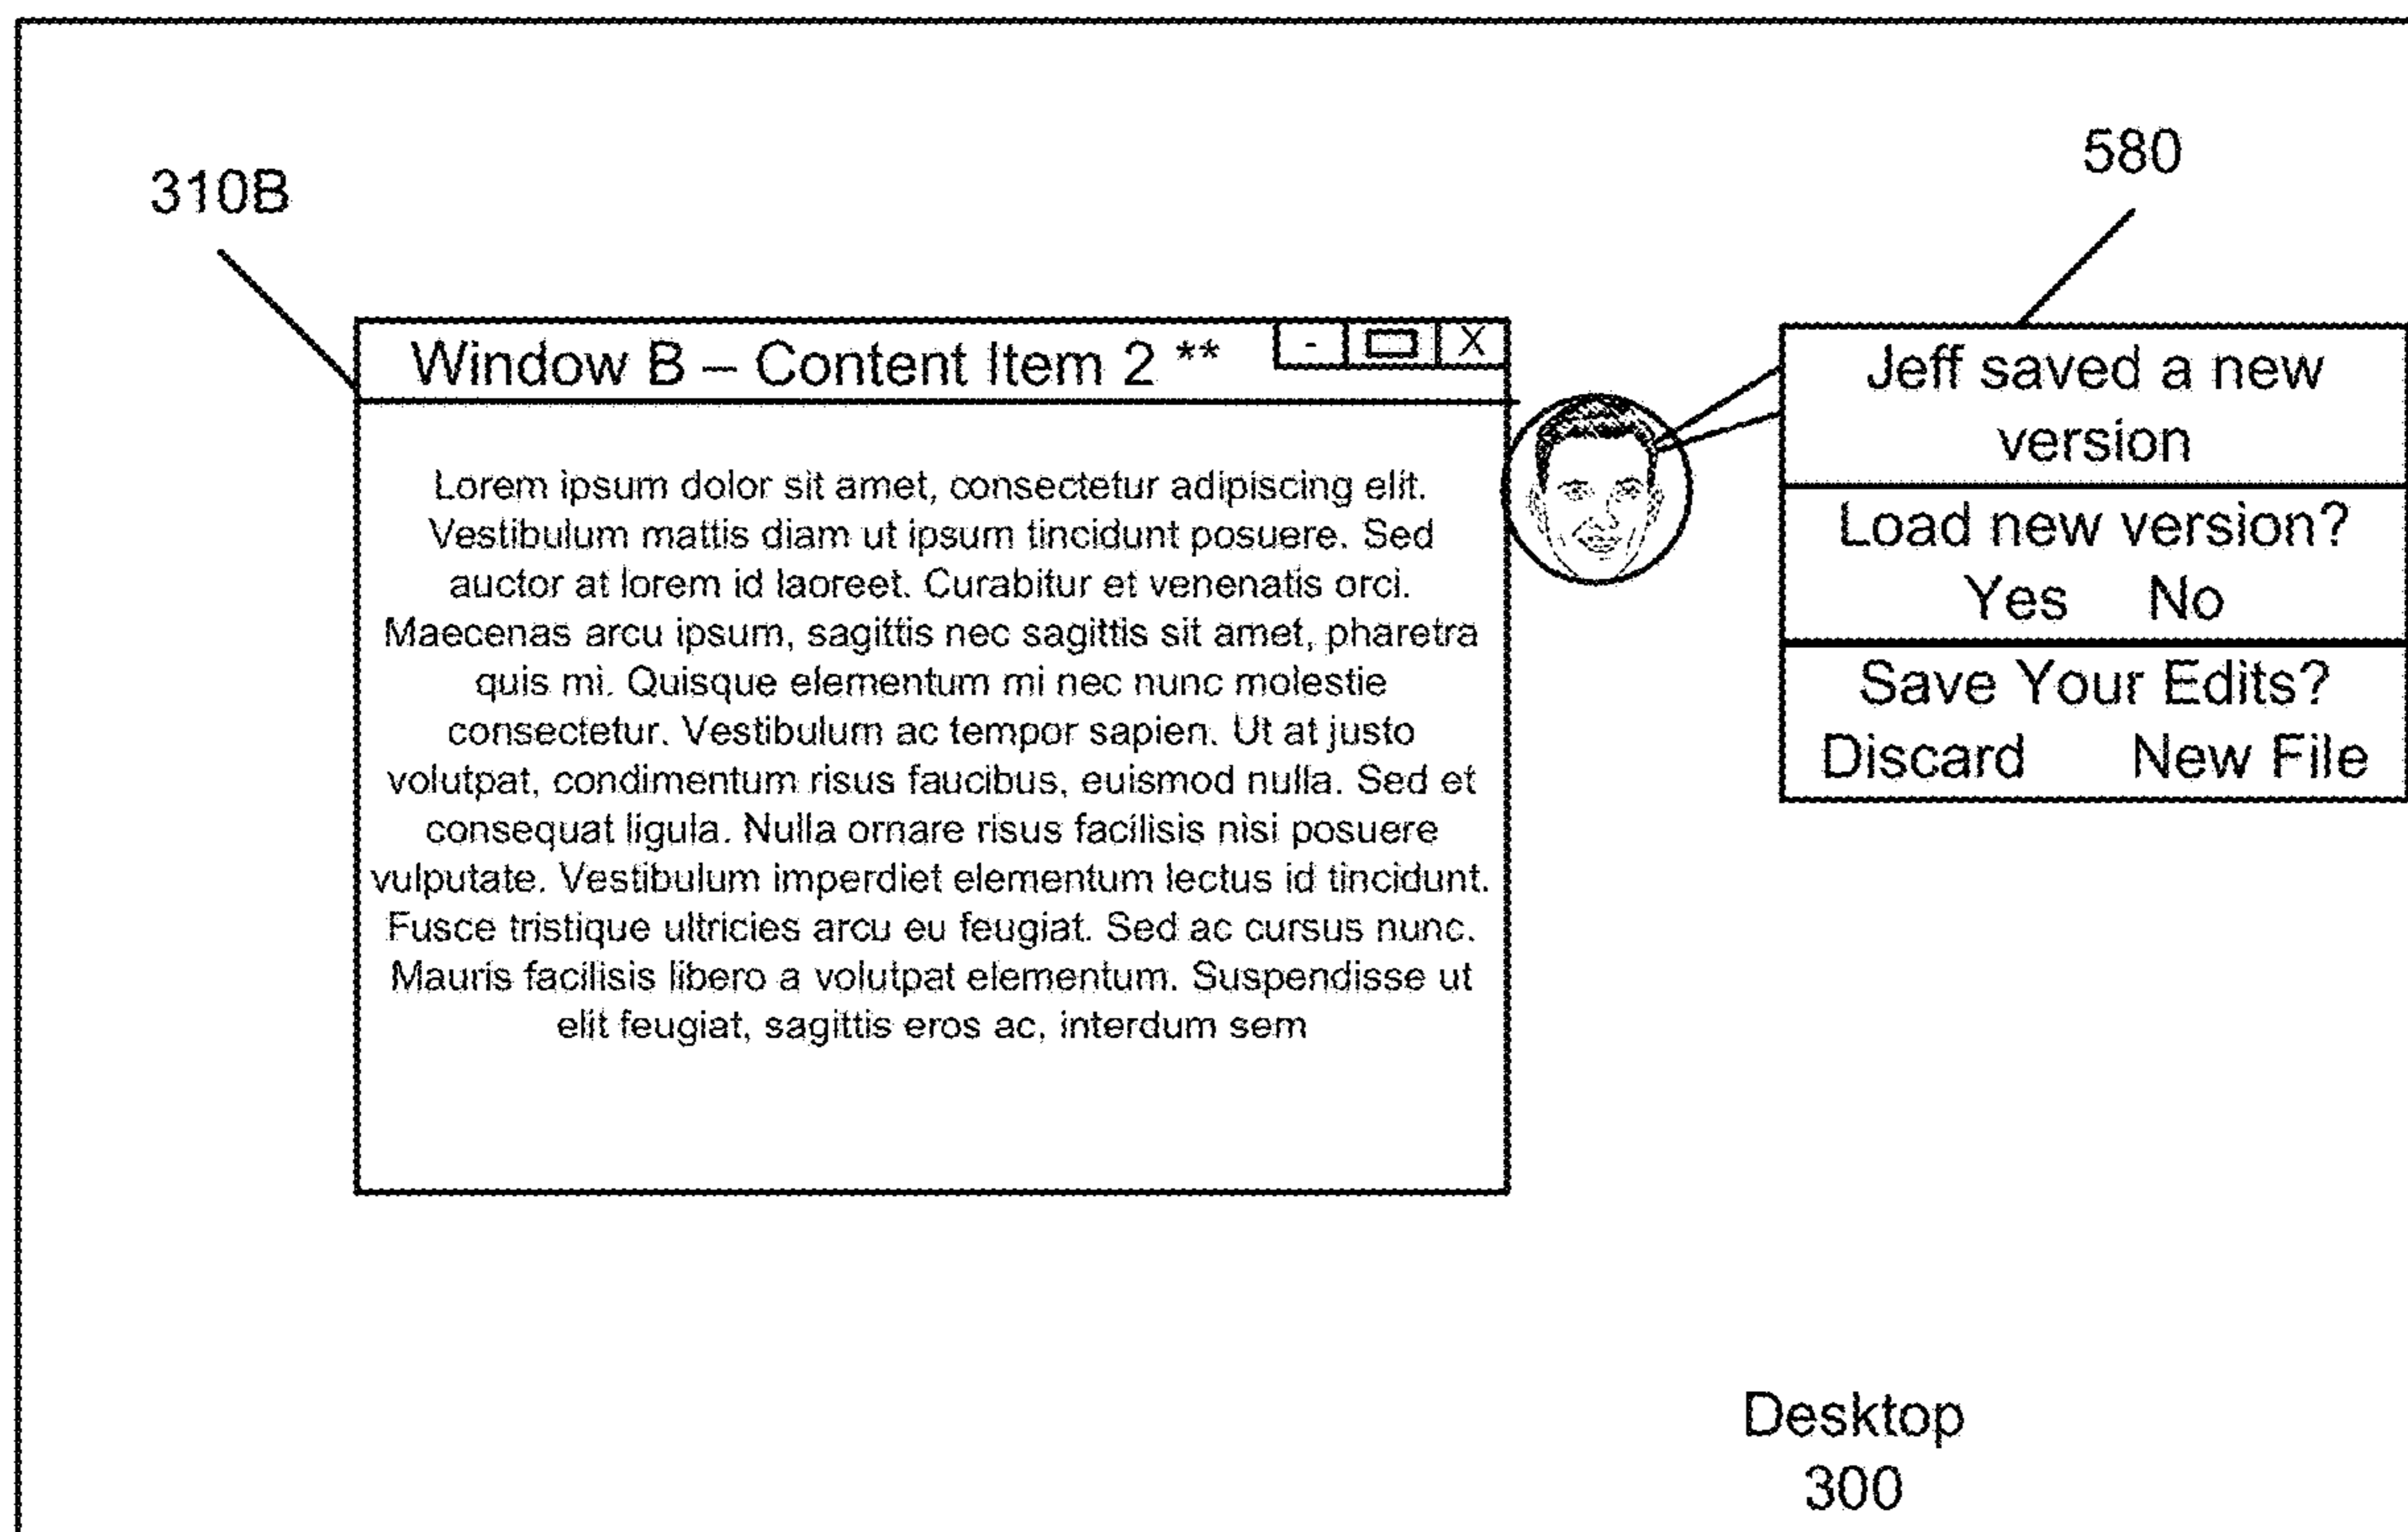 310B
580
Window B – Content Item 2 **
- X
Lorem ipsum dolor sit amet, consectetur adipiscing elit.
Vestibulum mattis diam ut ipsum tincidunt posuere. Sed
auctor at lorem id laoreet. Curabitur et venenatis orci.
Maecenas arcu ipsum, sagittis nec sagittis sit amet, pharetra
quis mi. Quisque elementum mi nec nunc molestie
consectetur. Vestibulum ac tempor sapien. Ut at justo
volutpat, condimentum risus faucibus, euismod nulla. Sed et
consequat ligula. Nulla ornare risus facilisis nisi posuere
vulputate. Vestibulum imperdiet elementum lectus id tincidunt.
Fusce tristique ultricies arcu eu feugiat. Sed ac cursus nunc.
Mauris facilisis libero a volutpat elementum. Suspendisse ut
elit feugiat, sagittis eros ac, interdum sem
Jeff saved a new
version
Load new version?
Yes No
Save Your Edits?
Discard New File
Desktop
300